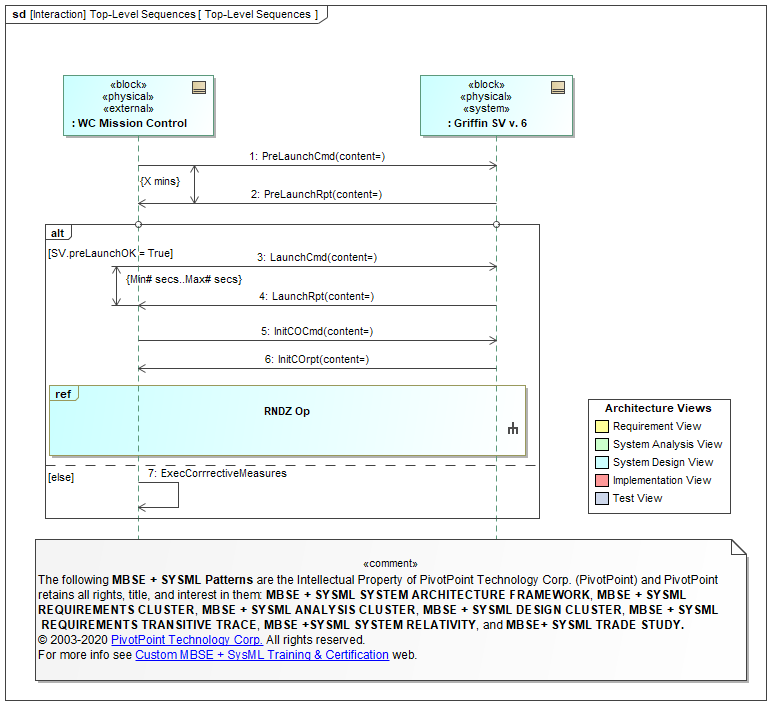 sd [Interaction] Top-Level Sequences [ Top-Level Sequences ]
«block»
«physical»
«external»
: WC Mission Control
«block»
«physical»
«system»
: Griffin SV v. 6
1: PreLaunchCmd(content=)
{X mins}
2: PreLaunchRpt(content=)
alt
[SV.preLaunchOK = True]
3: LaunchCmd(content=)
{Min# secs..Max# secs}
4: LaunchRpt(content=)
5: InitCOCmd(content=)
6: InitCOrpt(content=)
ref
RNDZ Op
[else]
7: ExecCorrrectiveMeasures
Architecture Views
Requirement View
System Analysis View
System Design View
Implementation View
Test View
«comment»
The following MBSE + SYSML Patterns are the Intellectual Property of PivotPoint Technology Corp. (PivotPoint) and PivotPoint
retains all rights, title, and interest in them: MBSE + SYSML SYSTEM ARCHITECTURE FRAMEWORK, MBSE + SYSML
REQUIREMENTS CLUSTER, MBSE + SYSML ANALYSIS CLUSTER, MBSE + SYSML DESIGN CLUSTER, MBSE + SYSML
REQUIREMENTS TRANSITIVE TRACE, MBSE +SYSML SYSTEM RELATIVITY, and MBSE+ SYSML TRADE STUDY.
© 2003-2020 PivotPoint Technology Corp. All rights reserved.
For more info see Custom MBSE + SysML Training & Certification web.